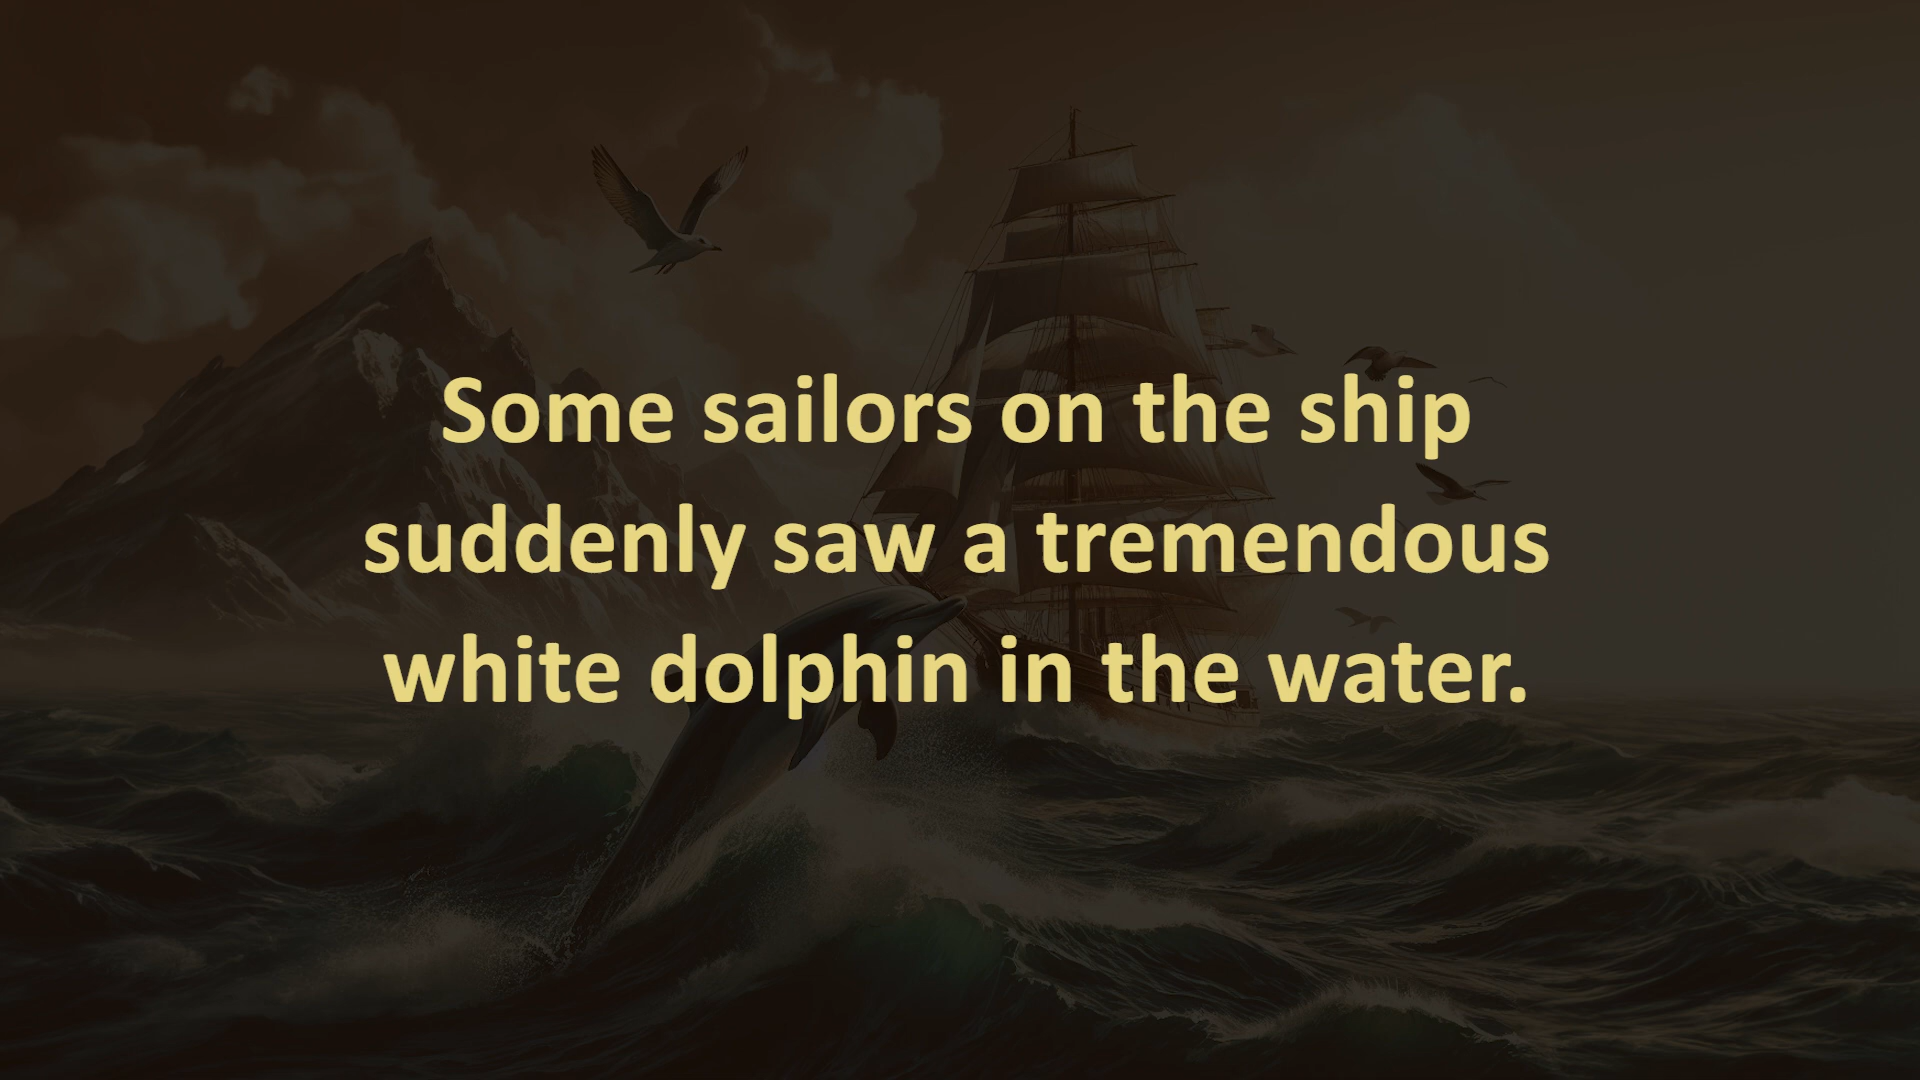 Some sailors on the ship
suddenly saw a tremendous
white dolphin in the water.